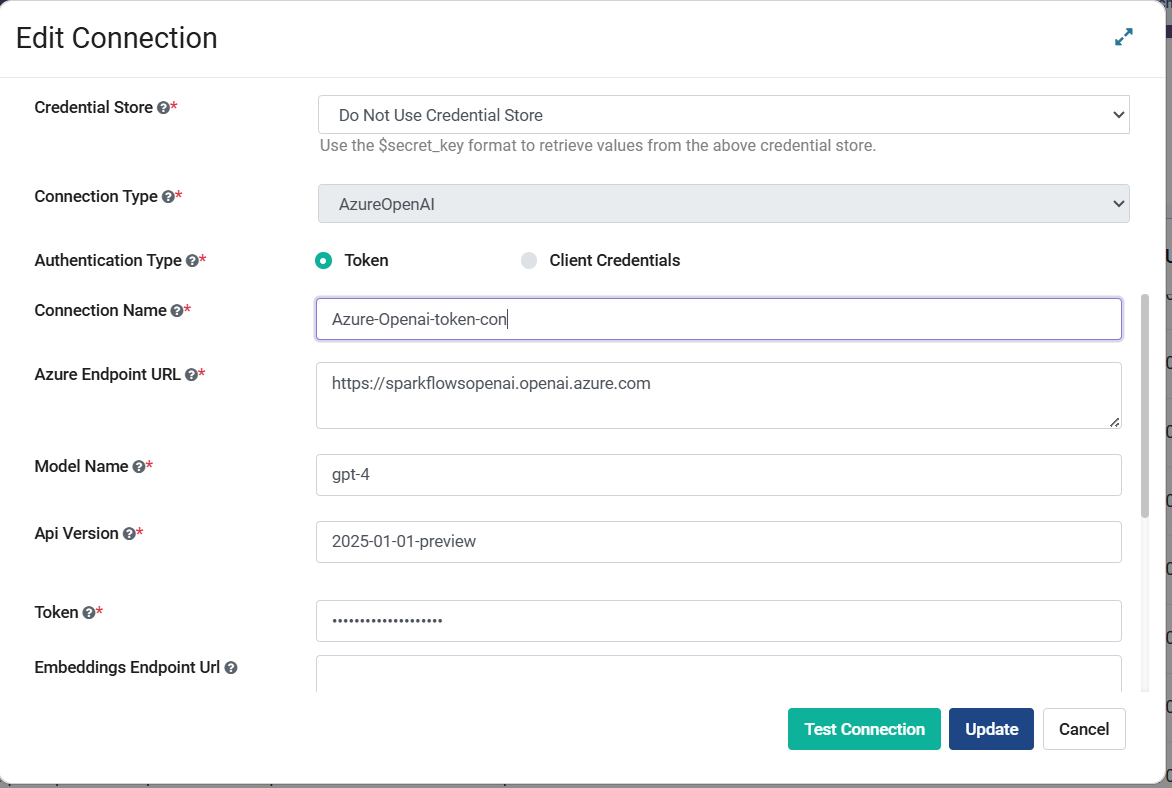 Edit Connection
Credential Store ?*
Do Not Use Credential Store
Use the $secret_key format to retrieve values from the above credential store.
Connection Type ?*
AzureOpenAI
Authentication Type ?*
Token
Client Credentials
Connection Name ?*
Azure-Openai-token-con
Azure Endpoint URL ?*
https://sparkflowsopenai.openai.azure.com
Model Name ?*
gpt-4
Api Version ?*
2025-01-01-preview
Token ?*
••••••••••••••••••••
Embeddings Endpoint Url ?
Test Connection
Update
Cancel